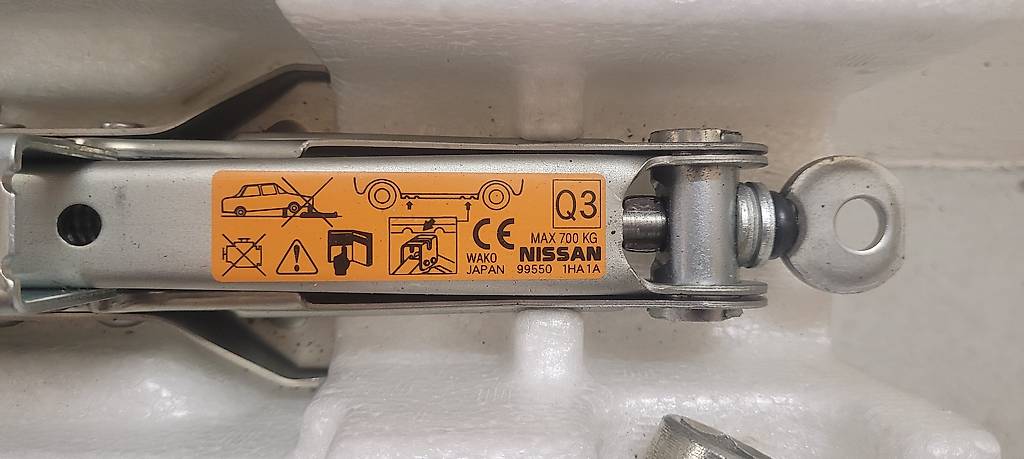 Q3
CE
MAX 700 KG
WAKO NISSAN
JAPAN 99550 1HA1A